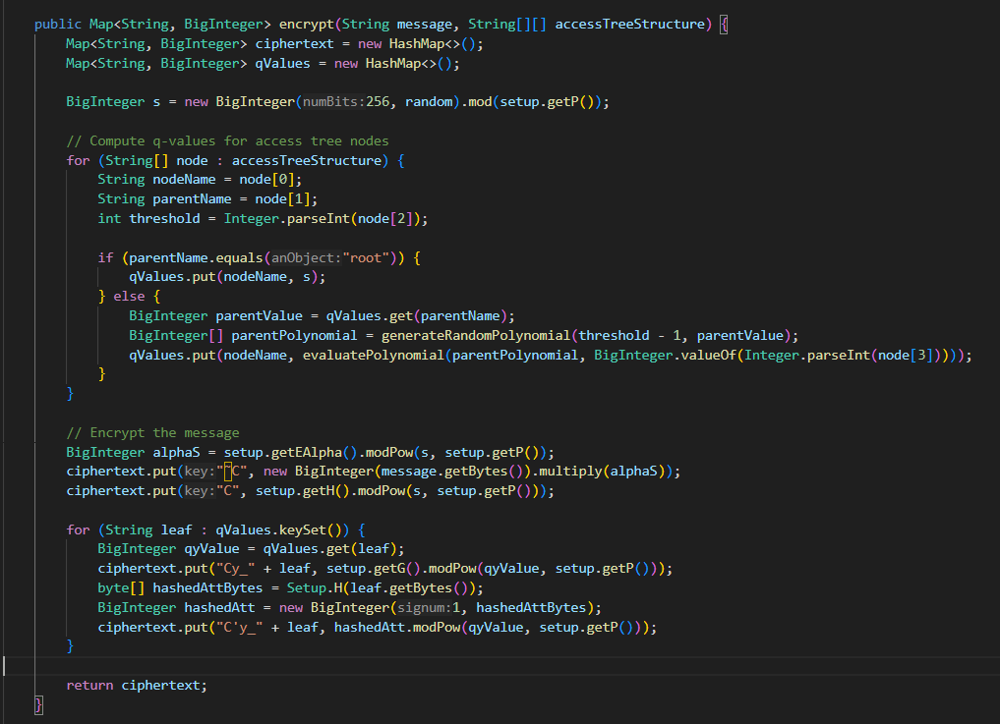 public Map<String, BigInteger> encrypt(String message, String[][] accessTreeStructure) {
    Map<String, BigInteger> ciphertext = new HashMap<>();
    Map<String, BigInteger> qValues = new HashMap<>();

    BigInteger s = new BigInteger(numBits:256, random).mod(setup.getP());

    // Compute q-values for access tree nodes
    for (String[] node : accessTreeStructure) {
        String nodeName = node[0];
        String parentName = node[1];
        int threshold = Integer.parseInt(node[2]);

        if (parentName.equals(anObject:"root")) {
            qValues.put(nodeName, s);
        } else {
            BigInteger parentValue = qValues.get(parentName);
            BigInteger[] parentPolynomial = generateRandomPolynomial(threshold - 1, parentValue);
            qValues.put(nodeName, evaluatePolynomial(parentPolynomial, BigInteger.valueOf(Integer.parseInt(node[3]))));
        }
    }

    // Encrypt the message
    BigInteger alphaS = setup.getEAlpha().modPow(s, setup.getP());
    ciphertext.put(key:"~C", new BigInteger(message.getBytes()).multiply(alphaS));
    ciphertext.put(key:"C", setup.getH().modPow(s, setup.getP()));

    for (String leaf : qValues.keySet()) {
        BigInteger qyValue = qValues.get(leaf);
        ciphertext.put("Cy_" + leaf, setup.getG().modPow(qyValue, setup.getP()));
        byte[] hashedAttBytes = Setup.H(leaf.getBytes());
        BigInteger hashedAtt = new BigInteger(signum:1, hashedAttBytes);
        ciphertext.put("C'y_" + leaf, hashedAtt.modPow(qyValue, setup.getP()));
    }

    return ciphertext;
}